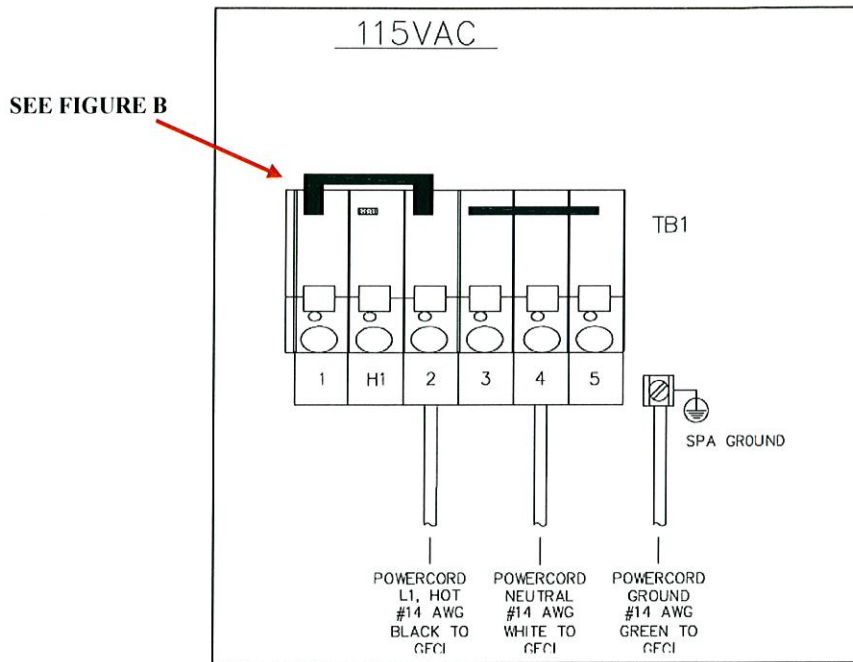 115VAC
SEE FIGURE B
TB1
1 H1 2 3 4 5
SPA GROUND
POWERCORD
L1, HOT
#14 AWG
BLACK TO
GFCI
POWERCORD
NEUTRAL
#14 AWG
WHITE TO
GFCI
POWERCORD
GROUND
#14 AWG
GREEN TO
GFCI